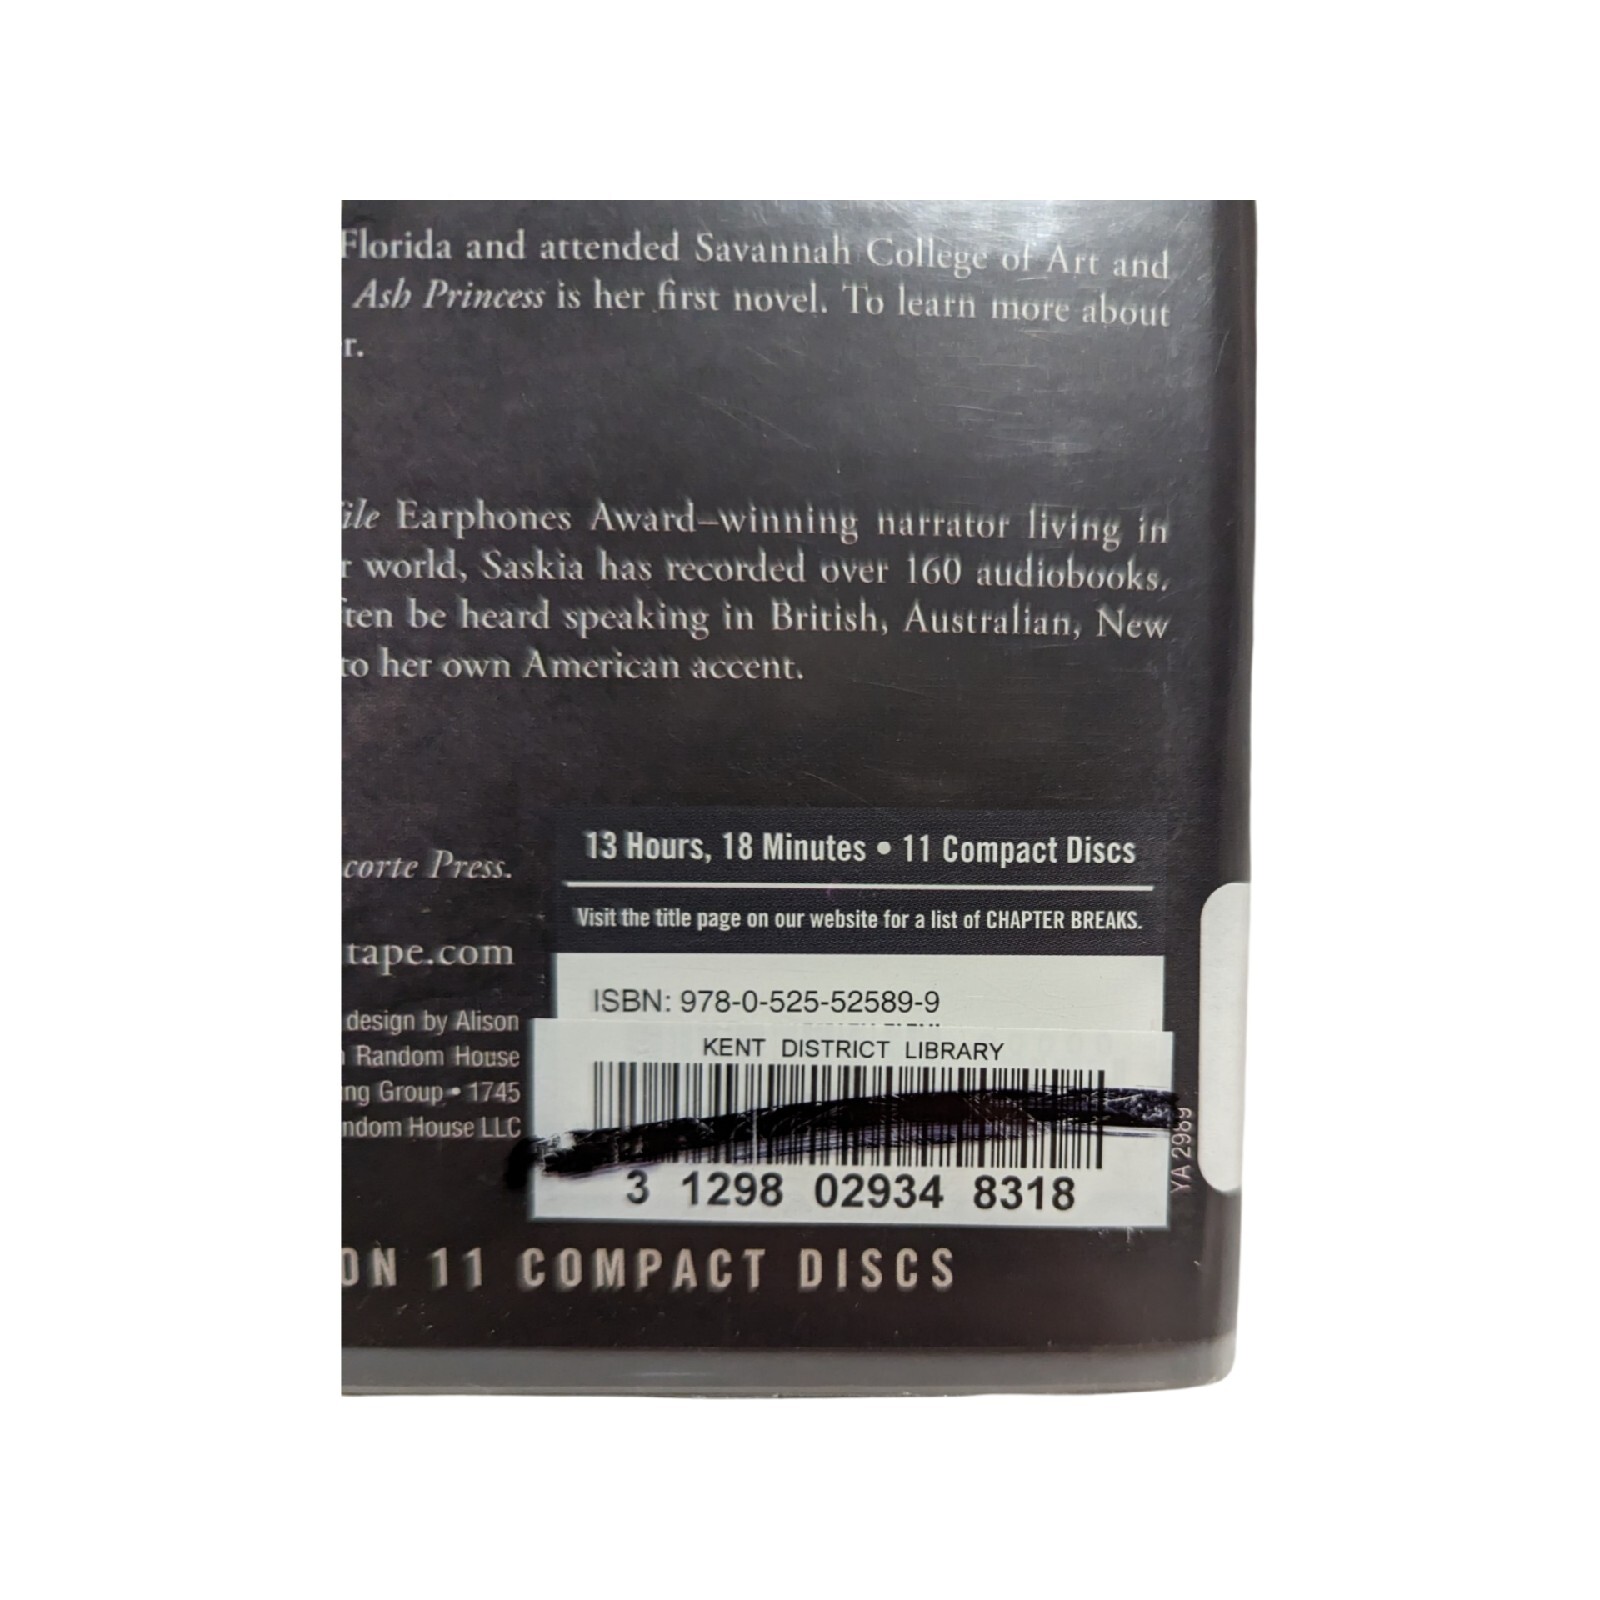 Florida and attended Savannah College of Art and
Ash Princess is her first novel. To learn more about
r.
ile Earphones Award–winning narrator living in
r world, Saskia has recorded over 160 audiobooks.
ten be heard speaking in British, Australian, New
to her own American accent.
13 Hours, 18 Minutes • 11 Compact Discs
corte Press.
Visit the title page on our website for a list of CHAPTER BREAKS.
tape.com
ISBN: 978-0-525-52589-9
design by Alison
KENT DISTRICT LIBRARY
Random House
ng Group • 1745
ndom House LLC
YA 2989
3 1298 02934 8318
ON 11 COMPACT DISCS